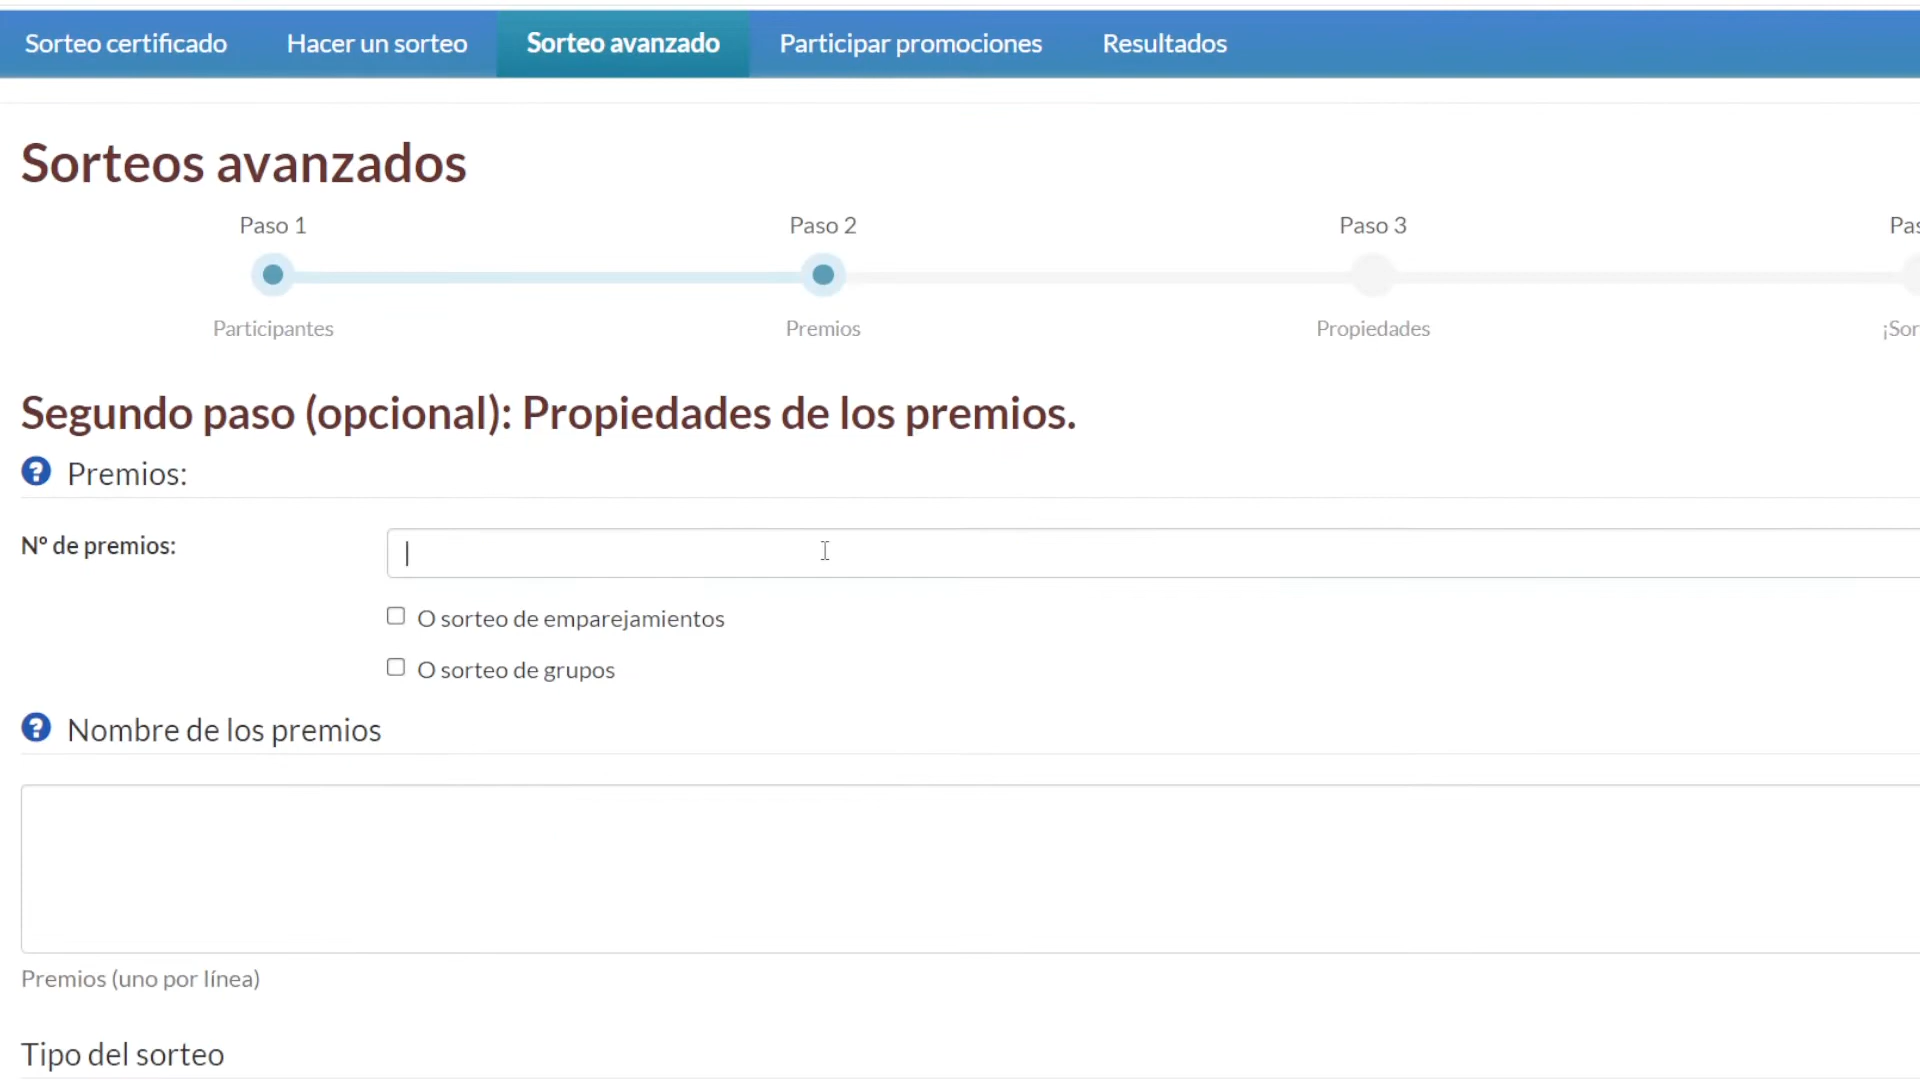 Sorteo certificado Hacer un sorteo Sorteo avanzado Participar promociones Resultados
Sorteos avanzados
Paso 1 Paso 2 Paso 3
Participantes Premios Propiedades
Segundo paso (opcional): Propiedades de los premios.
Premios:
Nº de premios:
O sorteo de emparejamientos
O sorteo de grupos
Nombre de los premios
Premios (uno por línea)
Tipo del sorteo